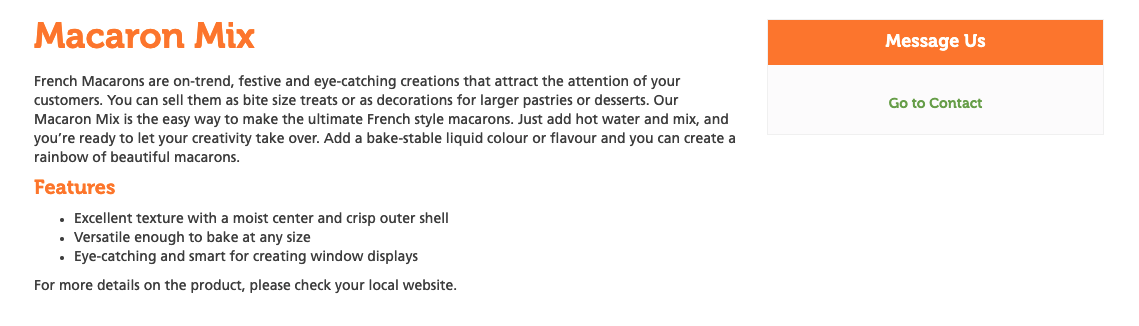 Macaron Mix
French Macarons are on-trend, festive and eye-catching creations that attract the attention of your
customers. You can sell them as bite size treats or as decorations for larger pastries or desserts. Our
Macaron Mix is the easy way to make the ultimate French style macarons. Just add hot water and mix, and
you’re ready to let your creativity take over. Add a bake-stable liquid colour or flavour and you can create a
rainbow of beautiful macarons.
Features
• Excellent texture with a moist center and crisp outer shell
• Versatile enough to bake at any size
• Eye-catching and smart for creating window displays
For more details on the product, please check your local website.
Message Us
Go to Contact